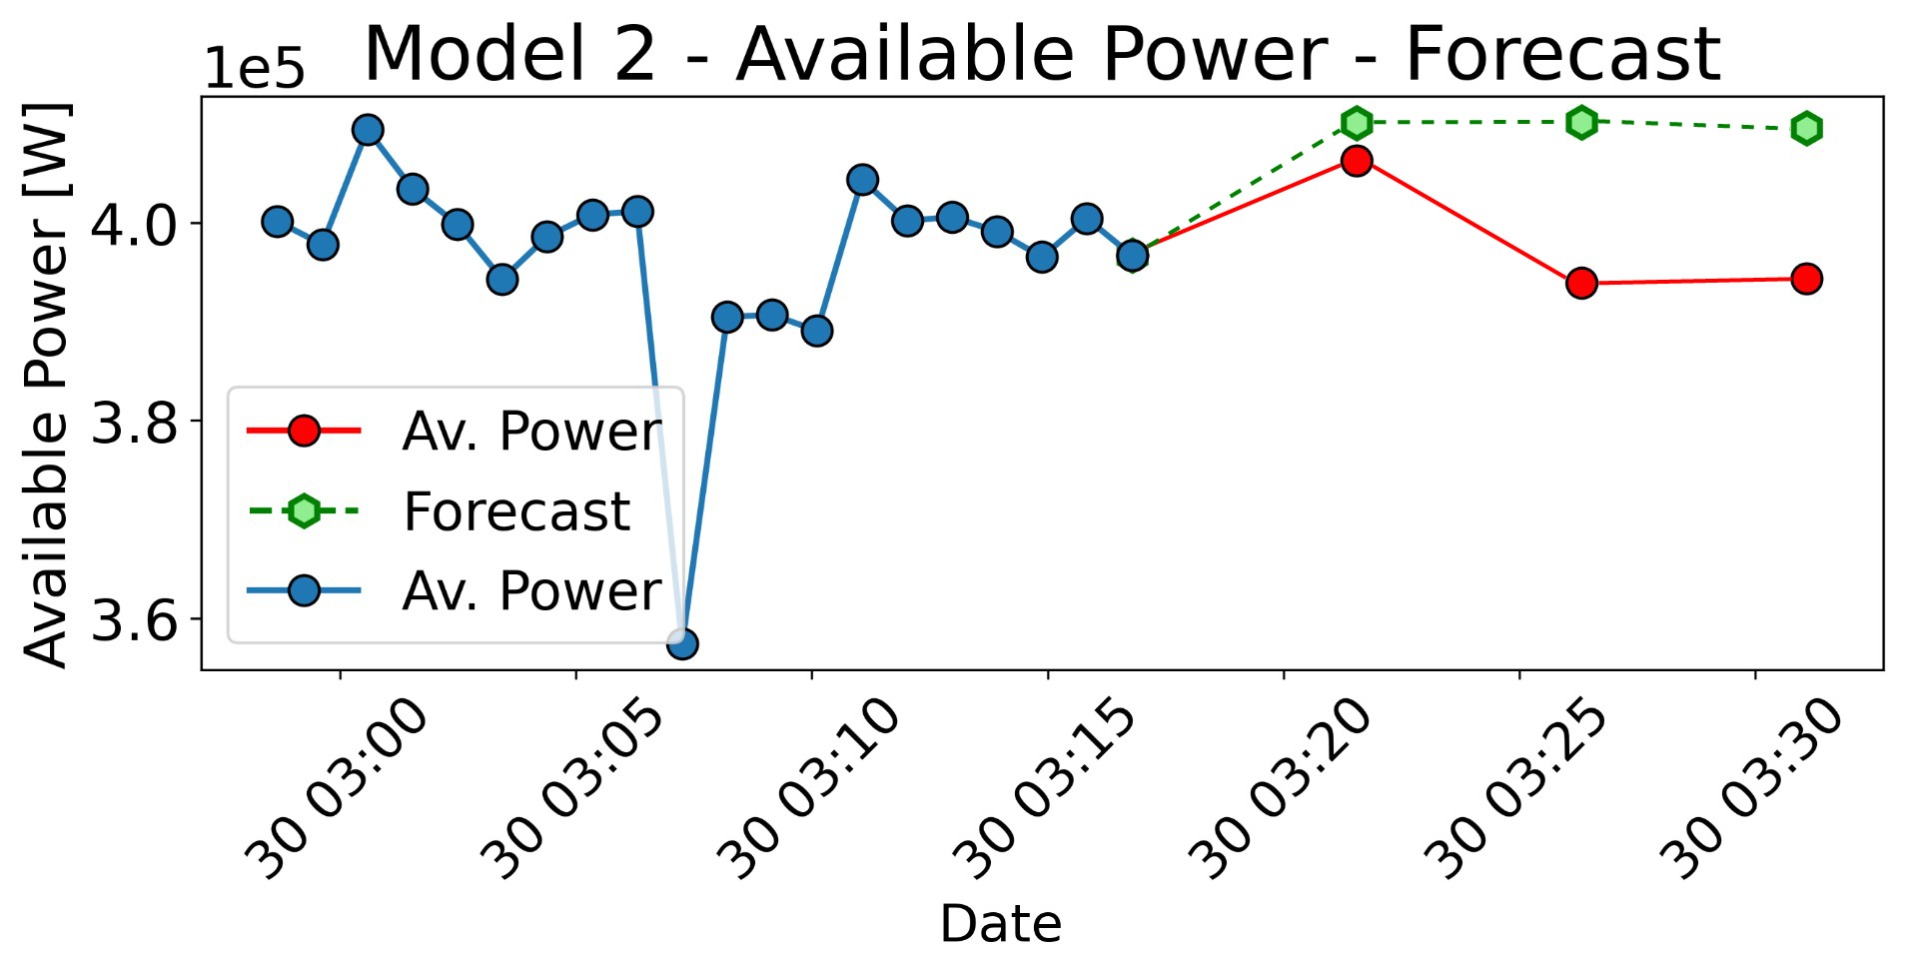 Model 2 - Available Power - Forecast
1e5
Available Power [W]
4.0
3.8
3.6
Av. Power
Forecast
Av. Power
30 03:00
30 03:05
30 03:10
30 03:15
30 03:20
30 03:25
30 03:30
Date